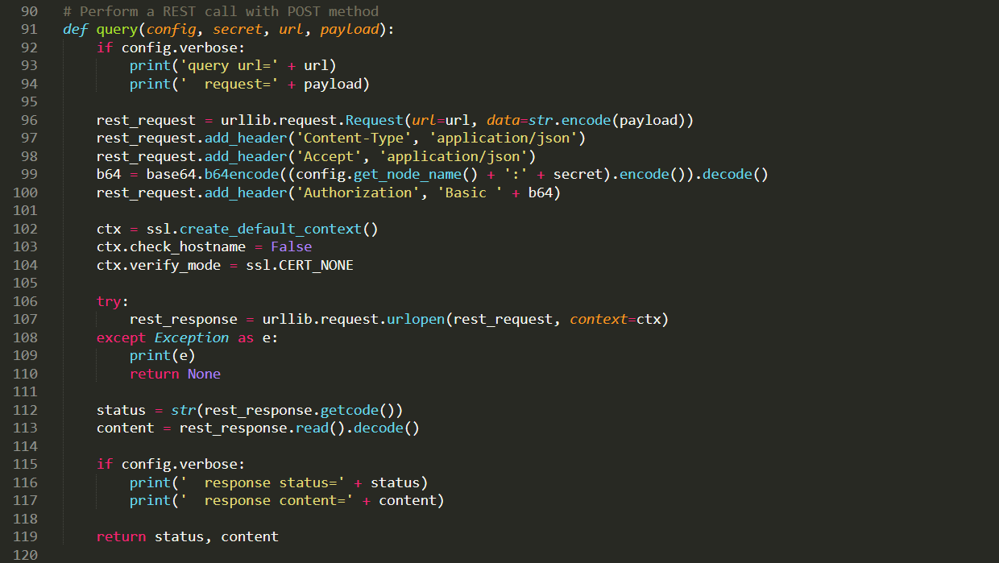 90 # Perform a REST call with POST method
91 def query(config, secret, url, payload):
92     if config.verbose:
93         print('query url=' + url)
94         print('  request=' + payload)
95
96     rest_request = urllib.request.Request(url=url, data=str.encode(payload))
97     rest_request.add_header('Content-Type', 'application/json')
98     rest_request.add_header('Accept', 'application/json')
99     b64 = base64.b64encode((config.get_node_name() + ':' + secret).encode()).decode()
100     rest_request.add_header('Authorization', 'Basic ' + b64)
101
102     ctx = ssl.create_default_context()
103     ctx.check_hostname = False
104     ctx.verify_mode = ssl.CERT_NONE
105
106     try:
107         rest_response = urllib.request.urlopen(rest_request, context=ctx)
108     except Exception as e:
109         print(e)
110         return None
111
112     status = str(rest_response.getcode())
113     content = rest_response.read().decode()
114
115     if config.verbose:
116         print('  response status=' + status)
117         print('  response content=' + content)
118
119     return status, content
120